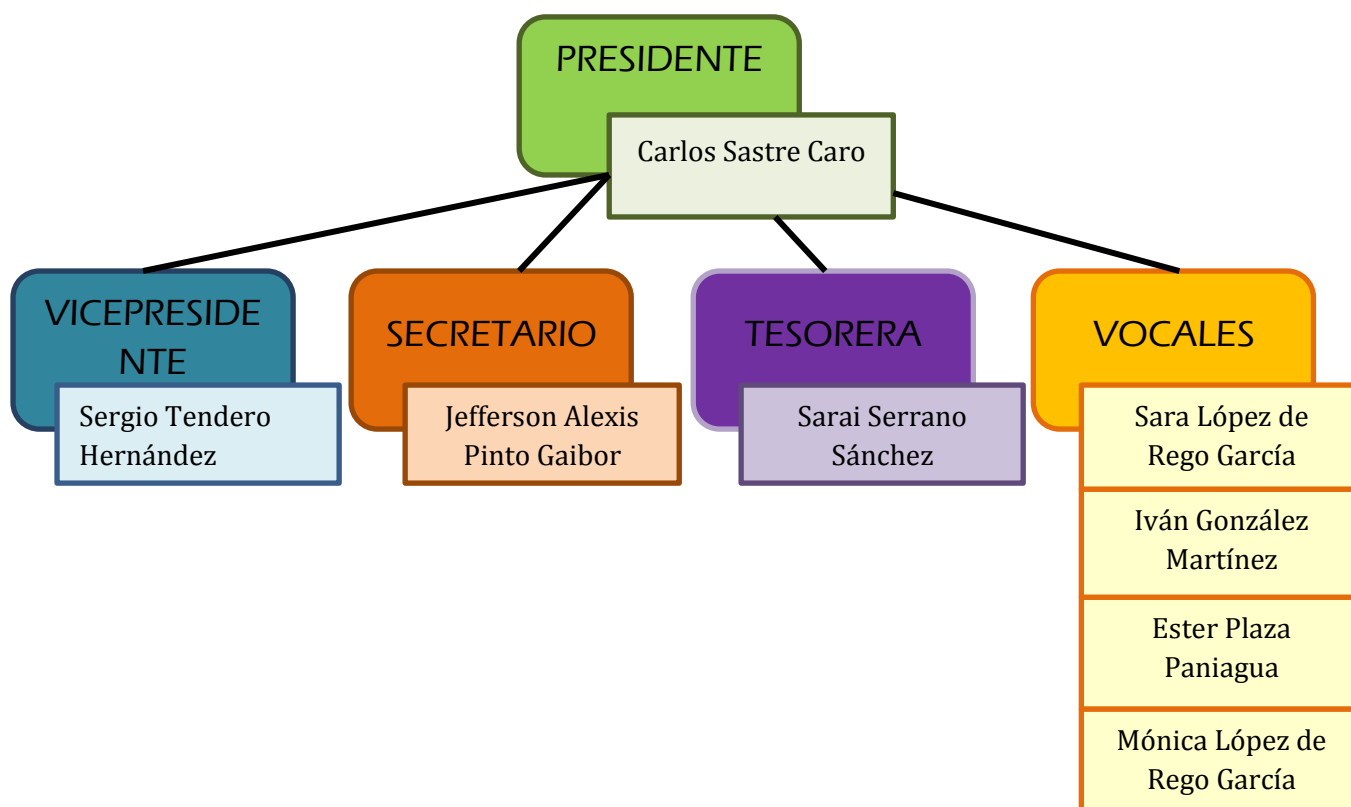 PRESIDENTE
Carlos Sastre Caro
VICEPRESIDE
NTE
Sergio Tendero
Hernández
SECRETARIO
Jefferson Alexis
Pinto Gaibor
TESORERA
Sarai Serrano
Sánchez
VOCALES
Sara López de
Rego García
Iván González
Martínez
Ester Plaza
Paniagua
Mónica López de
Rego García